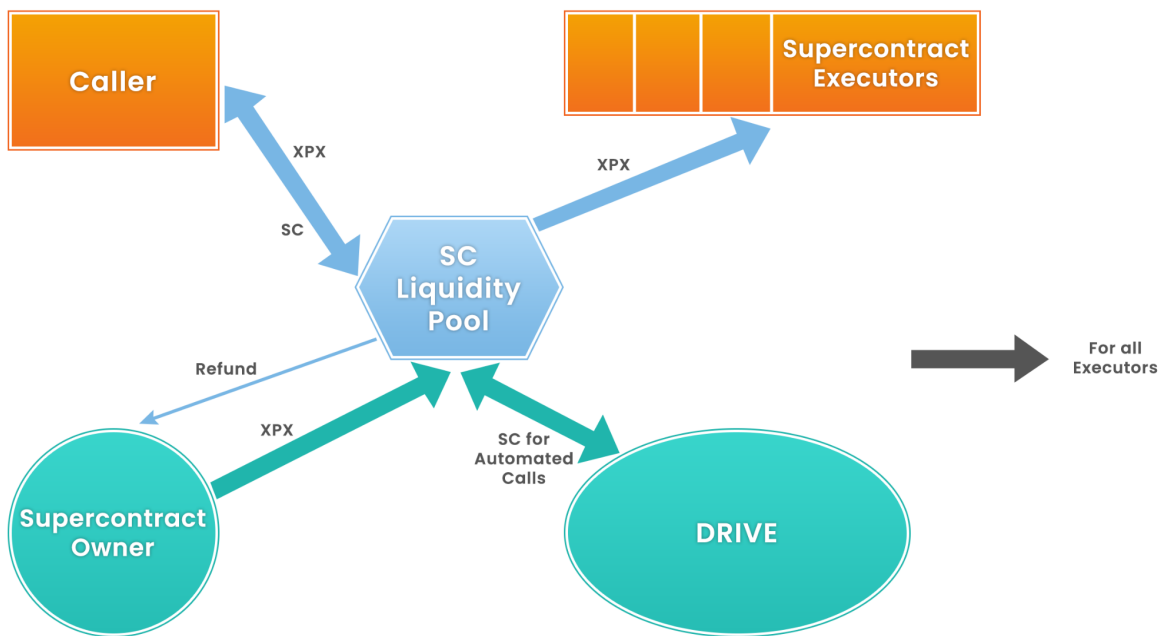 Caller
Supercontract
Executors
XPX
XPX
SC
SC
Liquidity
Pool
Refund
For all
Executors
XPX
SC for
Automated
Calls
Supercontract
Owner
DRIVE